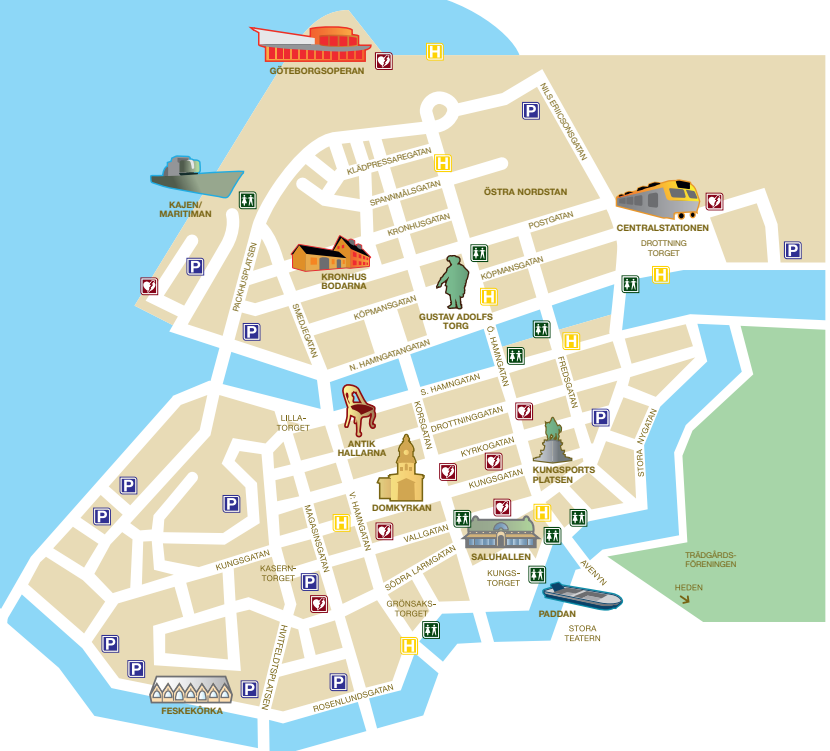 H
GÖTEBORGSOPERAN
NILS ERIICSONSGATAN
P
KLÄDPRESSAREGATAN
H
KAJEN/
MARITIMAN
SPANNMÅLSGATAN
ÖSTRA NORDSTAN
KRONHUSGATAN
POSTGATAN
CENTRALSTATIONEN
DROTTNING
TORGET
P
P
PACKHUSPLATSEN
KRONHUS
BODARNA
KÖPMANSGATAN
H
H
KÖPMANSGATAN
GUSTAV ADOLFS
TORG
SMEDJEGATAN
P
N. HAMNGATANGATAN
Ö. HAMNGATAN
H
FREDSGATAN
S. HAMNGATAN
KORSGATAN
DROTTNINGGATAN
LILLA-
TORGET
P
STORA NYGATAN
ANTIK
HALLARNA
KYRKOGATAN
KUNGSPORTS
PLATSEN
KUNGSGATAN
P
P
P
DOMKYRKAN
V. HAMNGATAN
MAGASINSGATAN
H
H
VALLGATAN
SALUHALLEN
KUNGSGATAN
KASERN-
TORGET
P
SÖDRA LARMGATAN
KUNGS-
TORGET
AVENYN
TRÄDGÅRDS-
FÖRENINGEN
HEDEN
GRÖNSAKS-
TORGET
PADDAN
STORA
TEATERN
P
H
HVITFELDTSPLATSEN
P
P
P
FESKEKÖRKA
ROSENLUNDSGATAN